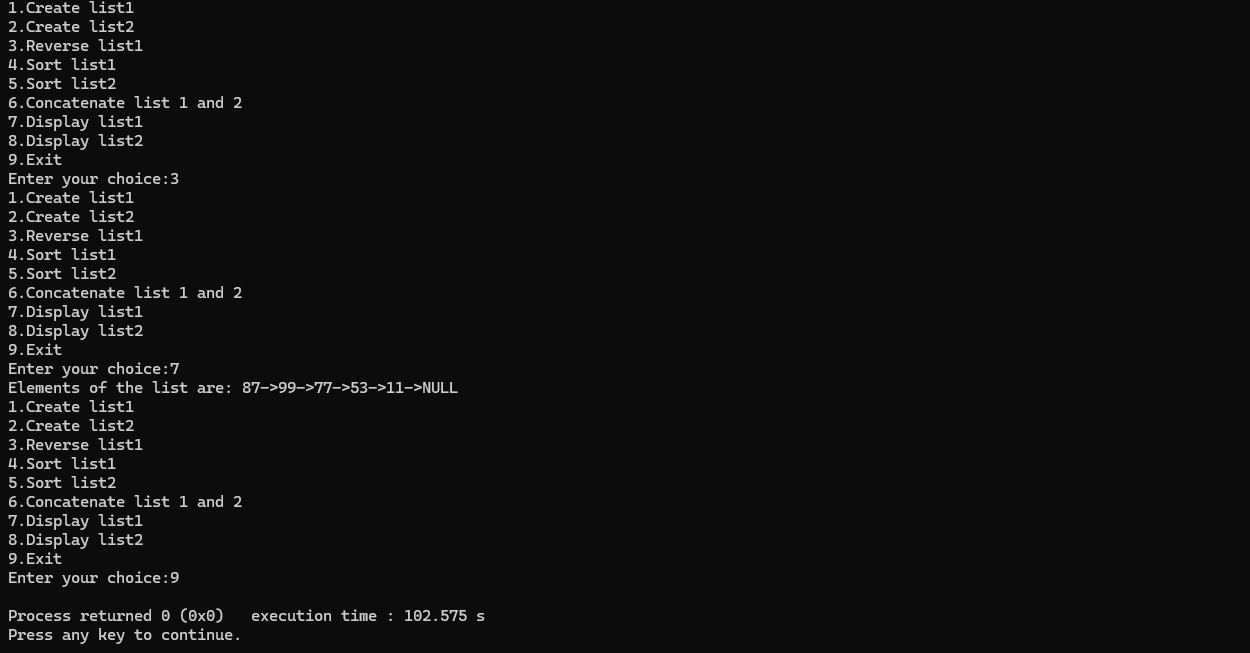 1.Create list1
2.Create list2
3.Reverse list1
4.Sort list1
5.Sort list2
6.Concatenate list 1 and 2
7.Display list1
8.Display list2
9.Exit
Enter your choice:3
1.Create list1
2.Create list2
3.Reverse list1
4.Sort list1
5.Sort list2
6.Concatenate list 1 and 2
7.Display list1
8.Display list2
9.Exit
Enter your choice:7
Elements of the list are: 87->99->77->53->11->NULL
1.Create list1
2.Create list2
3.Reverse list1
4.Sort list1
5.Sort list2
6.Concatenate list 1 and 2
7.Display list1
8.Display list2
9.Exit
Enter your choice:9
Process returned 0 (0x0)   execution time : 102.575 s
Press any key to continue.